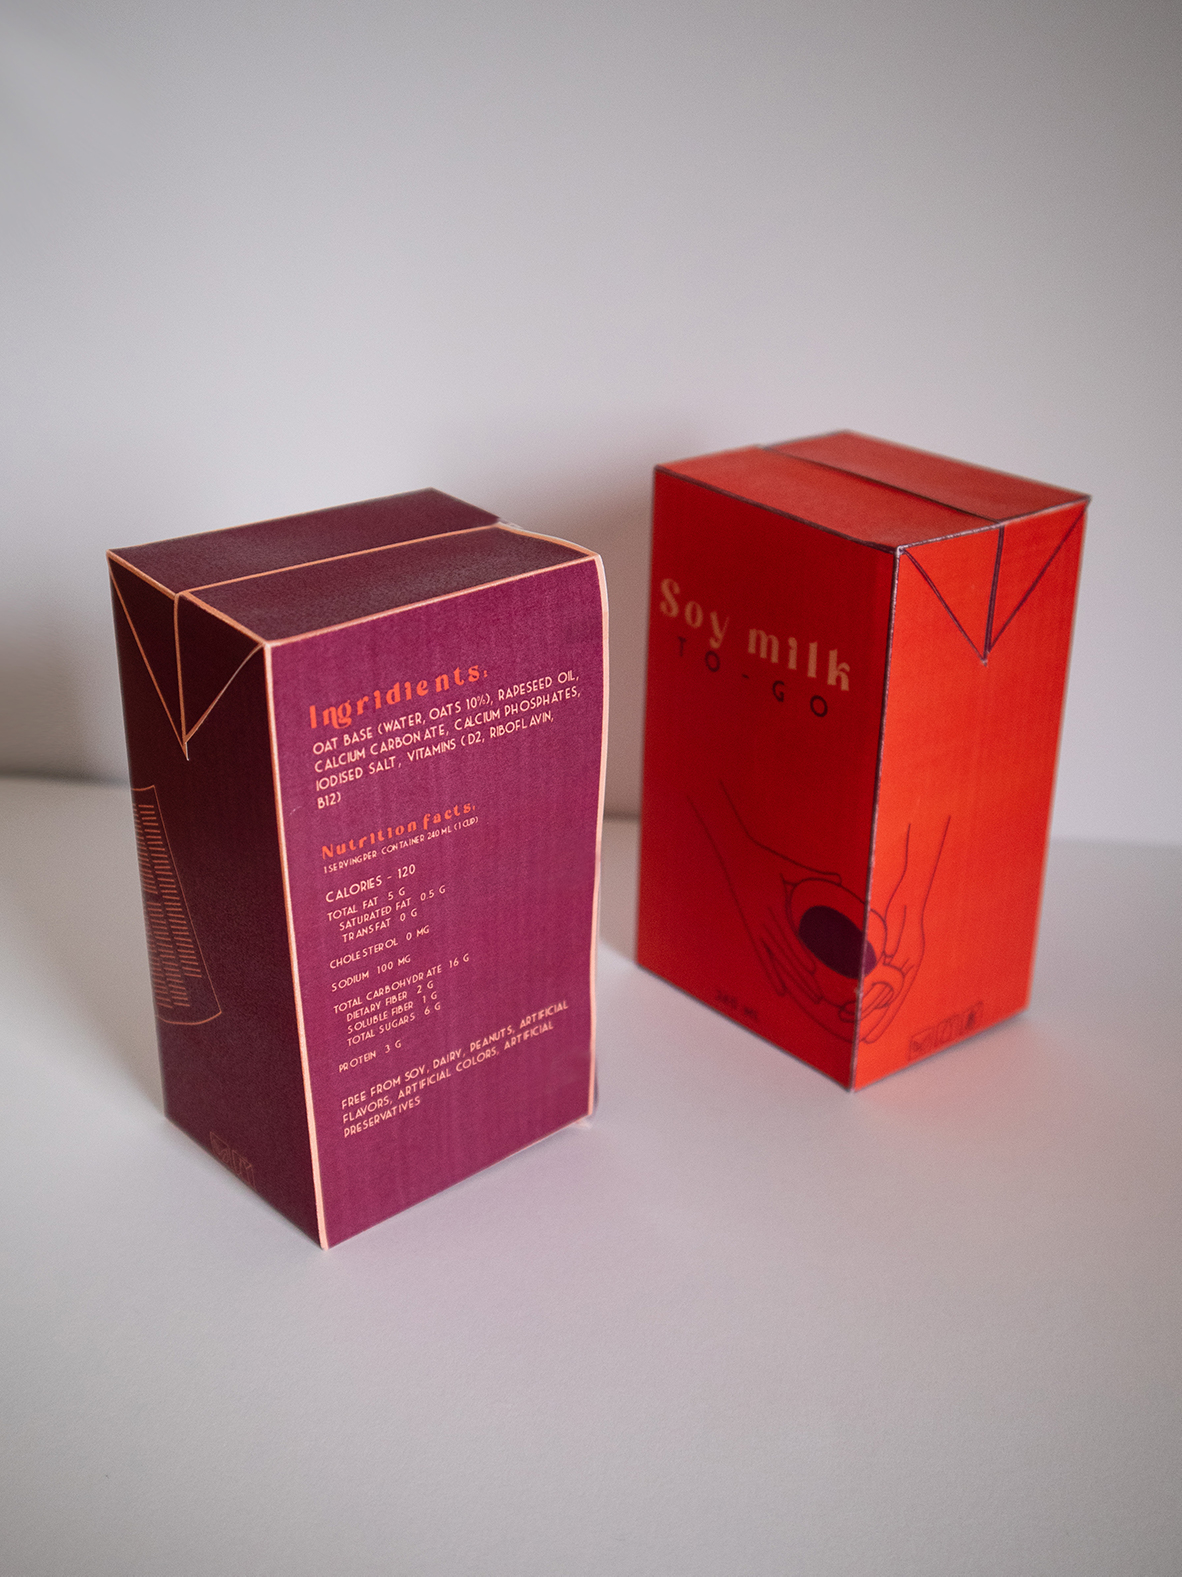 Ingridients:
OAT BASE (WATER, OATS 10%), RAPESEED OIL,
CALCIUM CARBONATE, CALCIUM PHOSPHATES,
IODISED SALT, VITAMINS (D2, RIBOFLAVIN,
B12)
Nutrition facts:
1 SERVING PER CONTAINER 240 ML (1 CUP)
CALORIES - 120
TOTAL FAT 5 G
SATURATED FAT 0.5 G
TRANS FAT 0 G
CHOLESTEROL 0 MG
SODIUM 100 MG
TOTAL CARBOHYDRATE 16 G
DIETARY FIBER 2 G
SOLUBLE FIBER 1 G
TOTAL SUGARS 6 G
PROTEIN 3 G
FREE FROM SOY, DAIRY, PEANUTS, ARTIFICIAL
FLAVORS, ARTIFICIAL COLORS, ARTIFICIAL
PRESERVATIVES
Soy milk
TO-GO
240 ML